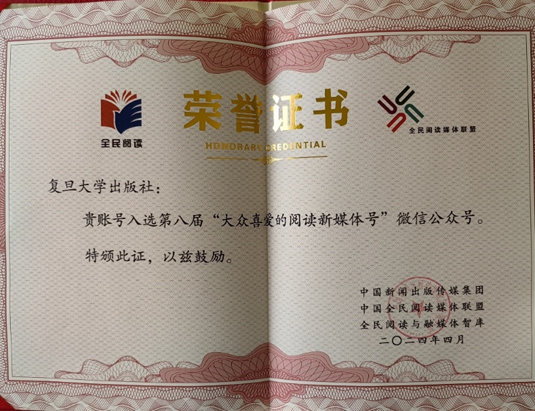 全民阅读
荣誉证书
HONORARY CREDENTIAL
全民阅读媒体联盟
复旦大学出版社：
贵账号入选第八届“大众喜爱的阅读新媒体号”微信公众号。
特颁此证，以兹鼓励。
中国新闻出版传媒集团
中国全民阅读媒体联盟
全民阅读与融媒体智库
二〇二四年四月